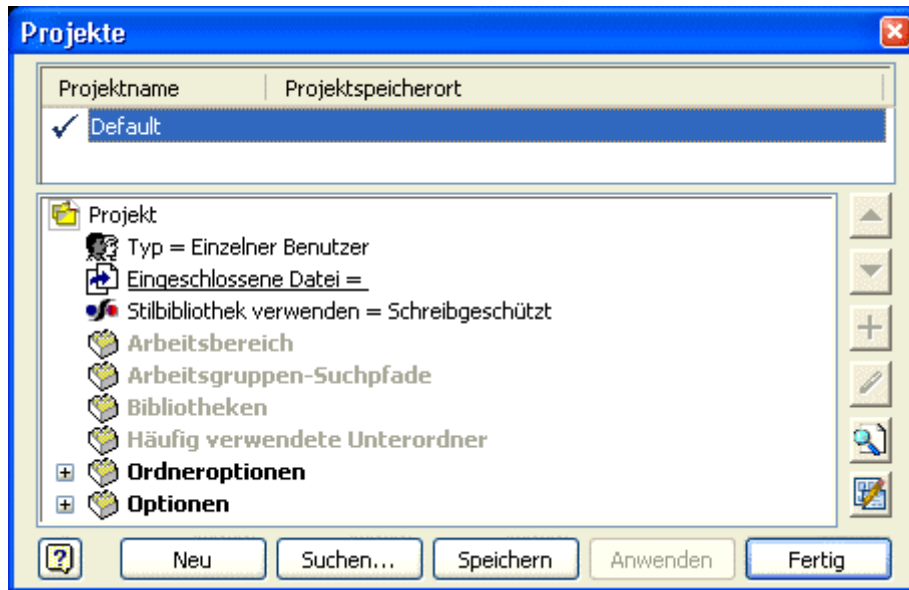 Projekte
Projektname Projektspeicherort
Default
Projekt
Typ = Einzelner Benutzer
Eingeschlossene Datei =
Stilbibliothek verwenden = Schreibgeschützt
Arbeitsbereich
Arbeitsgruppen-Suchpfade
Bibliotheken
Häufig verwendete Unterordner
Ordneroptionen
Optionen
Neu Suchen... Speichern Anwenden Fertig